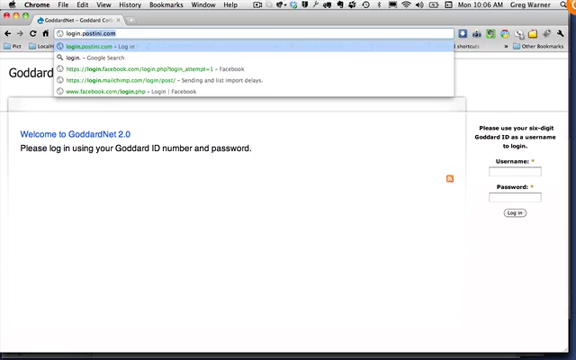 Chrome File Edit View History Bookmarks Window Help Mon 10:06 AM Greg Warner
GoddardNet – Goddard Colle
login.postini.com
login.postini.com – Log in
login. – Google Search
https://login.facebook.com/login.php?login_attempt=1 – Facebook
https://login.mailchimp.com/login/post/ – Sending and list import delays.
www.facebook.com/login.php – Login | Facebook
Pict
shortcuts
Other Bookmarks
Goddard
Welcome to GoddardNet 2.0
Please log in using your Goddard ID number and password.
Please use your six-digit
Goddard ID as a username
to login.
Username: *
Password: *
Log in